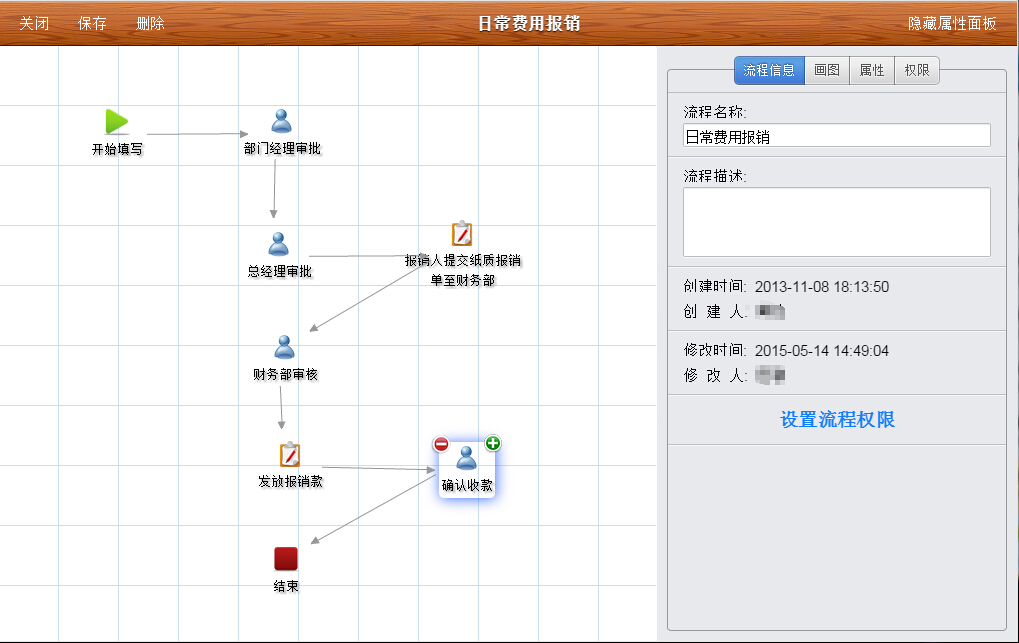 关闭 保存 删除 日常费用报销 隐藏属性面板
流程信息 画图 属性 权限
流程名称:
日常费用报销
流程描述:
创建时间: 2013-11-08 18:13:50
创 建 人:
修改时间: 2015-05-14 14:49:04
修 改 人:
设置流程权限
开始填写
部门经理审批
总经理审批
报销人提交纸质报销
单至财务部
财务部审核
发放报销款
确认收款
结束